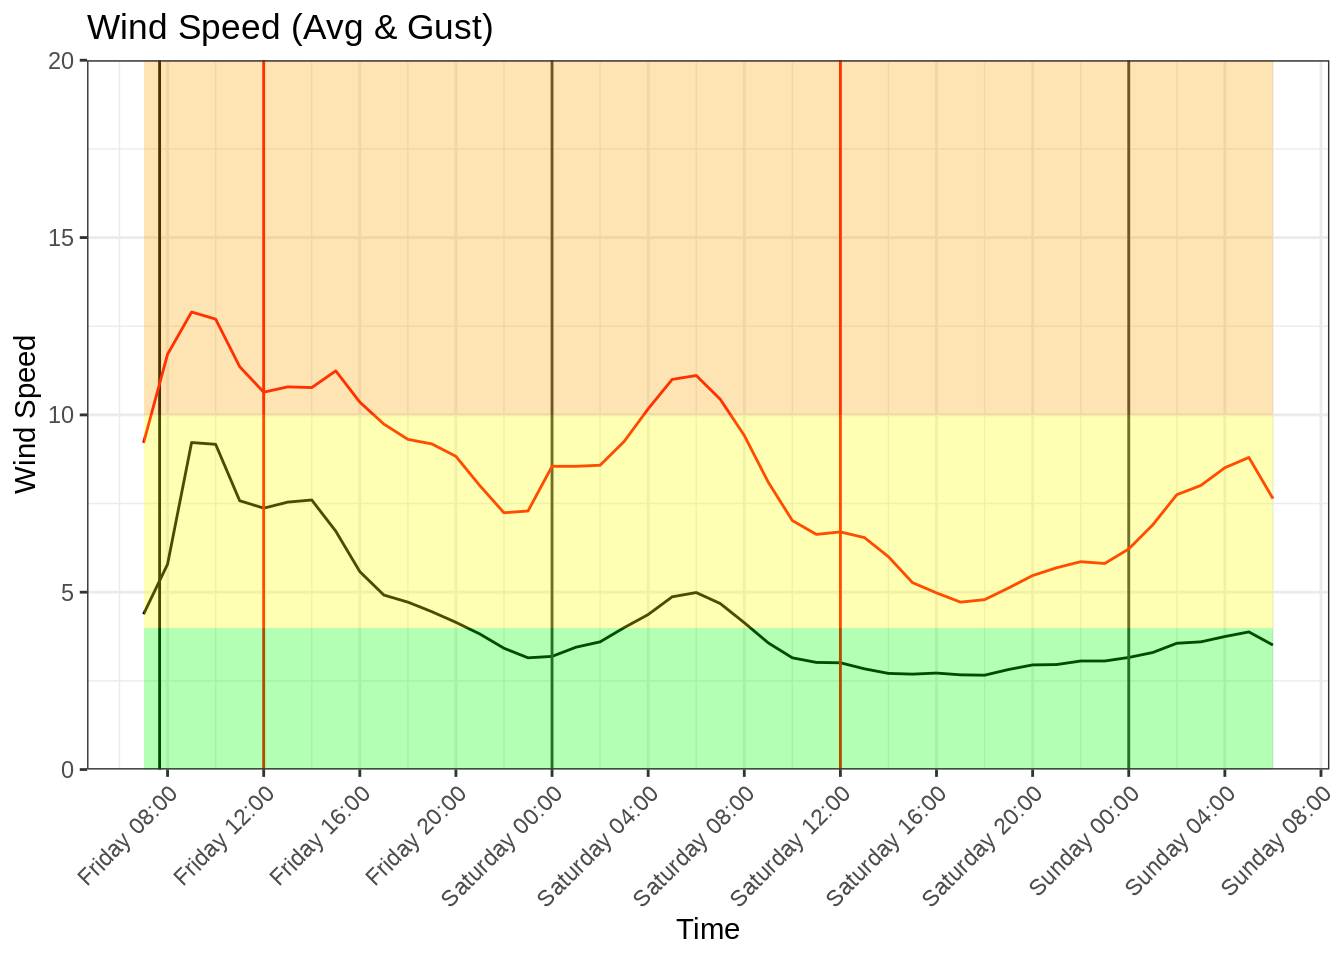 Wind Speed (Avg & Gust)
20
15
10
5
0
Wind Speed
Friday 08:00
Friday 12:00
Friday 16:00
Friday 20:00
Saturday 00:00
Saturday 04:00
Saturday 08:00
Saturday 12:00
Saturday 16:00
Saturday 20:00
Sunday 00:00
Sunday 04:00
Sunday 08:00
Time